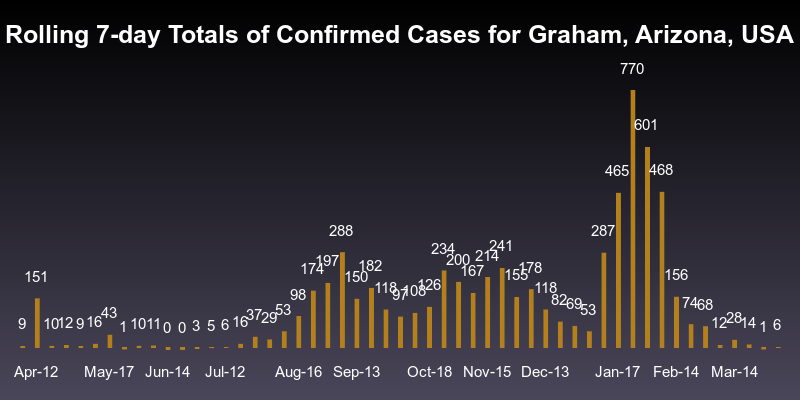 Rolling 7-day Totals of Confirmed Cases for Graham, Arizona, USA
770
601
465 468
288 287
234 241
197 200 214
174 182 167 178
151 150 155 156
98 118 97 103 126 118 82 69 74 68
9 10 12 9 16 43 1 10 11 0 0 3 5 6 16 37 29 53 53 12 28 14 1 6
Apr-12 May-17 Jun-14 Jul-12 Aug-16 Sep-13 Oct-18 Nov-15 Dec-13 Jan-17 Feb-14 Mar-14